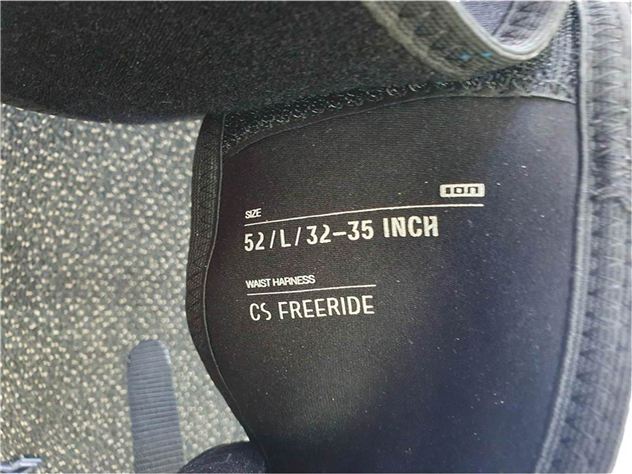 ION
SIZE
52/L/32-35 INCH
WAIST HARNESS
CS FREERIDE